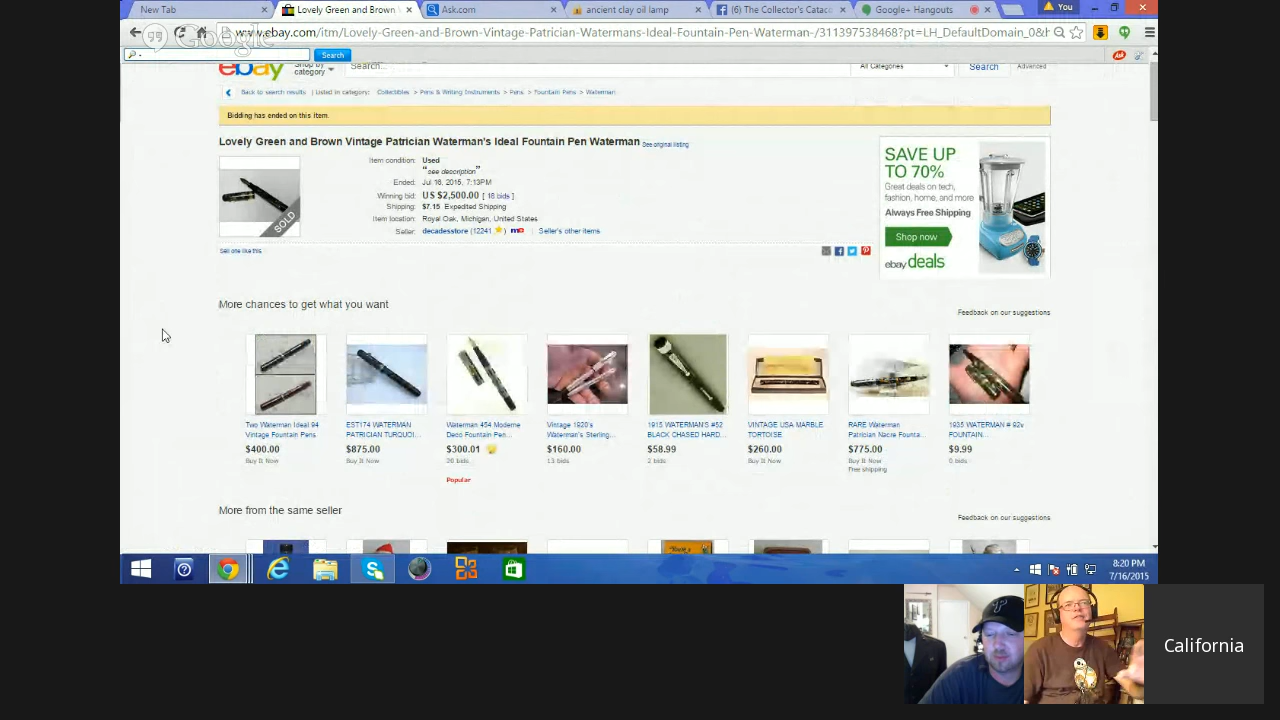 New Tab
Lovely Green and Brown V
Ask.com
ancient clay oil lamp
(6) The Collector's Catac
Google+ Hangouts
You
Google
www.ebay.com/itm/Lovely-Green-and-Brown-Vintage-Patrician-Watermans-Ideal-Fountain-Pen-Waterman-/311397538468?pt=LH_DefaultDomain_0&h
Search
ebay
Shop by
category
Search...
All Categories
Search
Advanced
Back to search results | Listed in category: Collectibles > Pens & Writing Instruments > Pens > Fountain Pens > Waterman
Bidding has ended on this item.
Lovely Green and Brown Vintage Patrician Waterman's Ideal Fountain Pen Waterman See original listing
SOLD
Item condition: Used
"see description"
Ended: Jul 16, 2015, 7:13PM
Winning bid: US $2,500.00 [ 16 bids ]
Shipping: $7.15 Expedited Shipping
Item location: Royal Oak, Michigan, United States
Seller: decadesstore (12241 ) me | Seller's other items
Sell one like this
SAVE UP
TO 70%
Great deals on tech,
fashion, home, and more
Always Free Shipping
Shop now
ebay deals
More chances to get what you want
Feedback on our suggestions
Two Waterman Ideal 94
Vintage Fountain Pens
$400.00
Buy It Now
EST174 WATERMAN
PATRICIAN TURQUOI...
$875.00
Buy It Now
Waterman #54 Moderne
Deco Fountain Pen...
$300.01
20 bids
Popular
Vintage 1920's
Waterman's Sterling...
$160.00
13 bids
1915 WATERMAN'S #52
BLACK CHASED HARD...
$58.99
2 bids
VINTAGE USA MARBLE
TORTOISE
$260.00
Buy It Now
RARE Waterman
Patrician Nacre Founta...
$775.00
Buy It Now
Free shipping
1935 WATERMAN # 92v
FOUNTAIN...
$9.99
0 bids
More from the same seller
Feedback on our suggestions
8:20 PM
7/16/2015
California